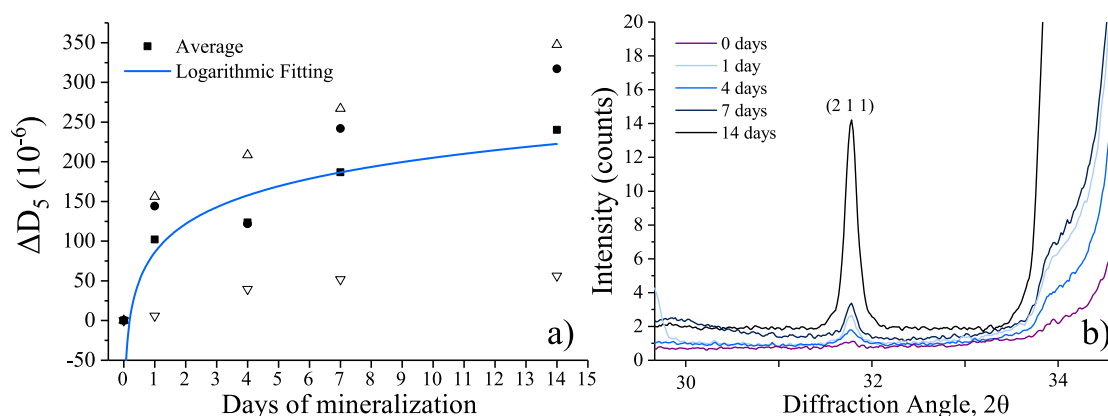 350
300
250
200
150
100
50
0
-50
ΔD₅ (10⁻⁶)
Average
Logarithmic Fitting
a)
0 1 2 3 4 5 6 7 8 9 10 11 12 13 14 15
Days of mineralization
20
18
16
14
12
10
8
6
4
2
0
Intensity (counts)
0 days
1 day
4 days
7 days
14 days
(2 1 1)
b)
30 32 34
Diffraction Angle, 2θ